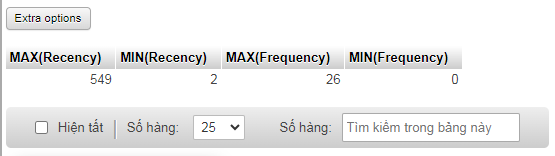 Extra options
MAX(Recency) MIN(Recency) MAX(Frequency) MIN(Frequency)
549 2 26 0
Hiện tất Số hàng: 25 Số hàng: Tìm kiếm trong bảng này